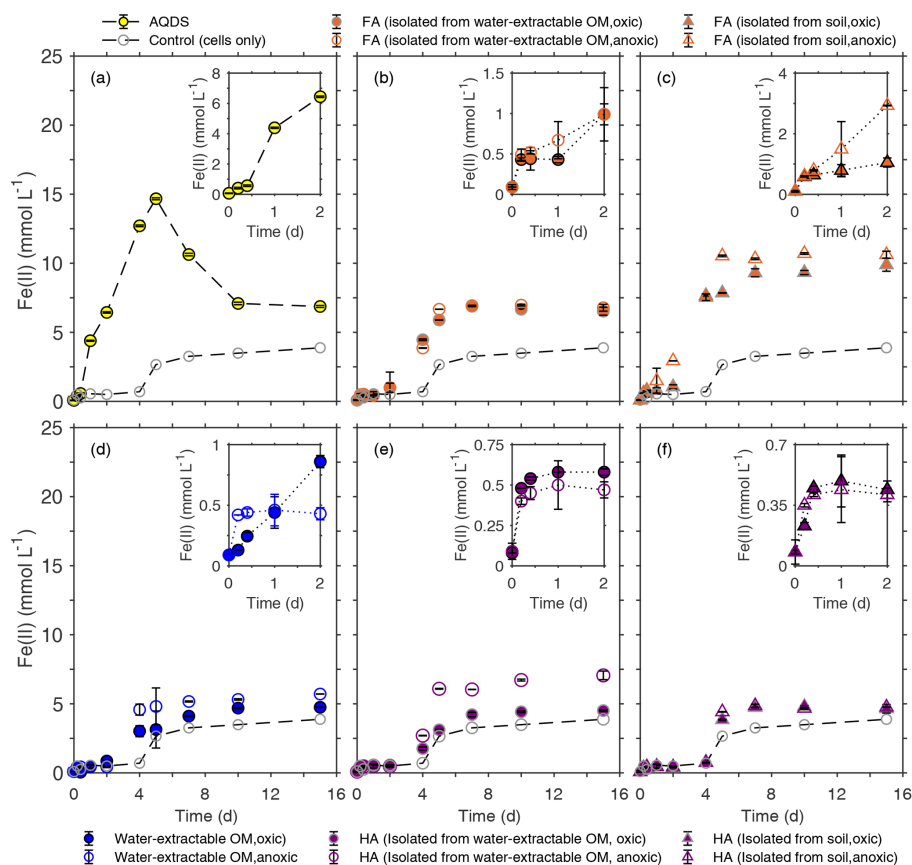 AQDS FA (isolated from water-extractable OM,oxic) FA (isolated from soil,oxic)
Control (cells only) FA (isolated from water-extractable OM,anoxic) FA (isolated from soil,anoxic)
(a) (b) (c)
Fe(II) (mmol L⁻¹)
25
20
15
10
5
0
Fe(II) (mmol L⁻¹)
8
6
4
2
0
0 1 2
Time (d)
Fe(II) (mmol L⁻¹)
1.5
1.0
0.5
0
0 1 2
Time (d)
Fe(II) (mmol L⁻¹)
4
2
0
0 1 2
Time (d)
(d) (e) (f)
Fe(II) (mmol L⁻¹)
25
20
15
10
5
0
Fe(II) (mmol L⁻¹)
1
0.5
0
0 1 2
Time (d)
Fe(II) (mmol L⁻¹)
0.75
0.5
0.25
0
0 1 2
Time (d)
Fe(II) (mmol L⁻¹)
0.7
0.35
0
0 1 2
Time (d)
0 4 8 12 16 0 4 8 12 16 0 4 8 12 16
Time (d) Time (d) Time (d)
Water-extractable OM,oxic) HA (Isolated from water-extractable OM, oxic) HA (Isolated from soil,oxic)
Water-extractable OM,anoxic HA (Isolated from water-extractable OM, anoxic) HA (Isolated from soil,anoxic)